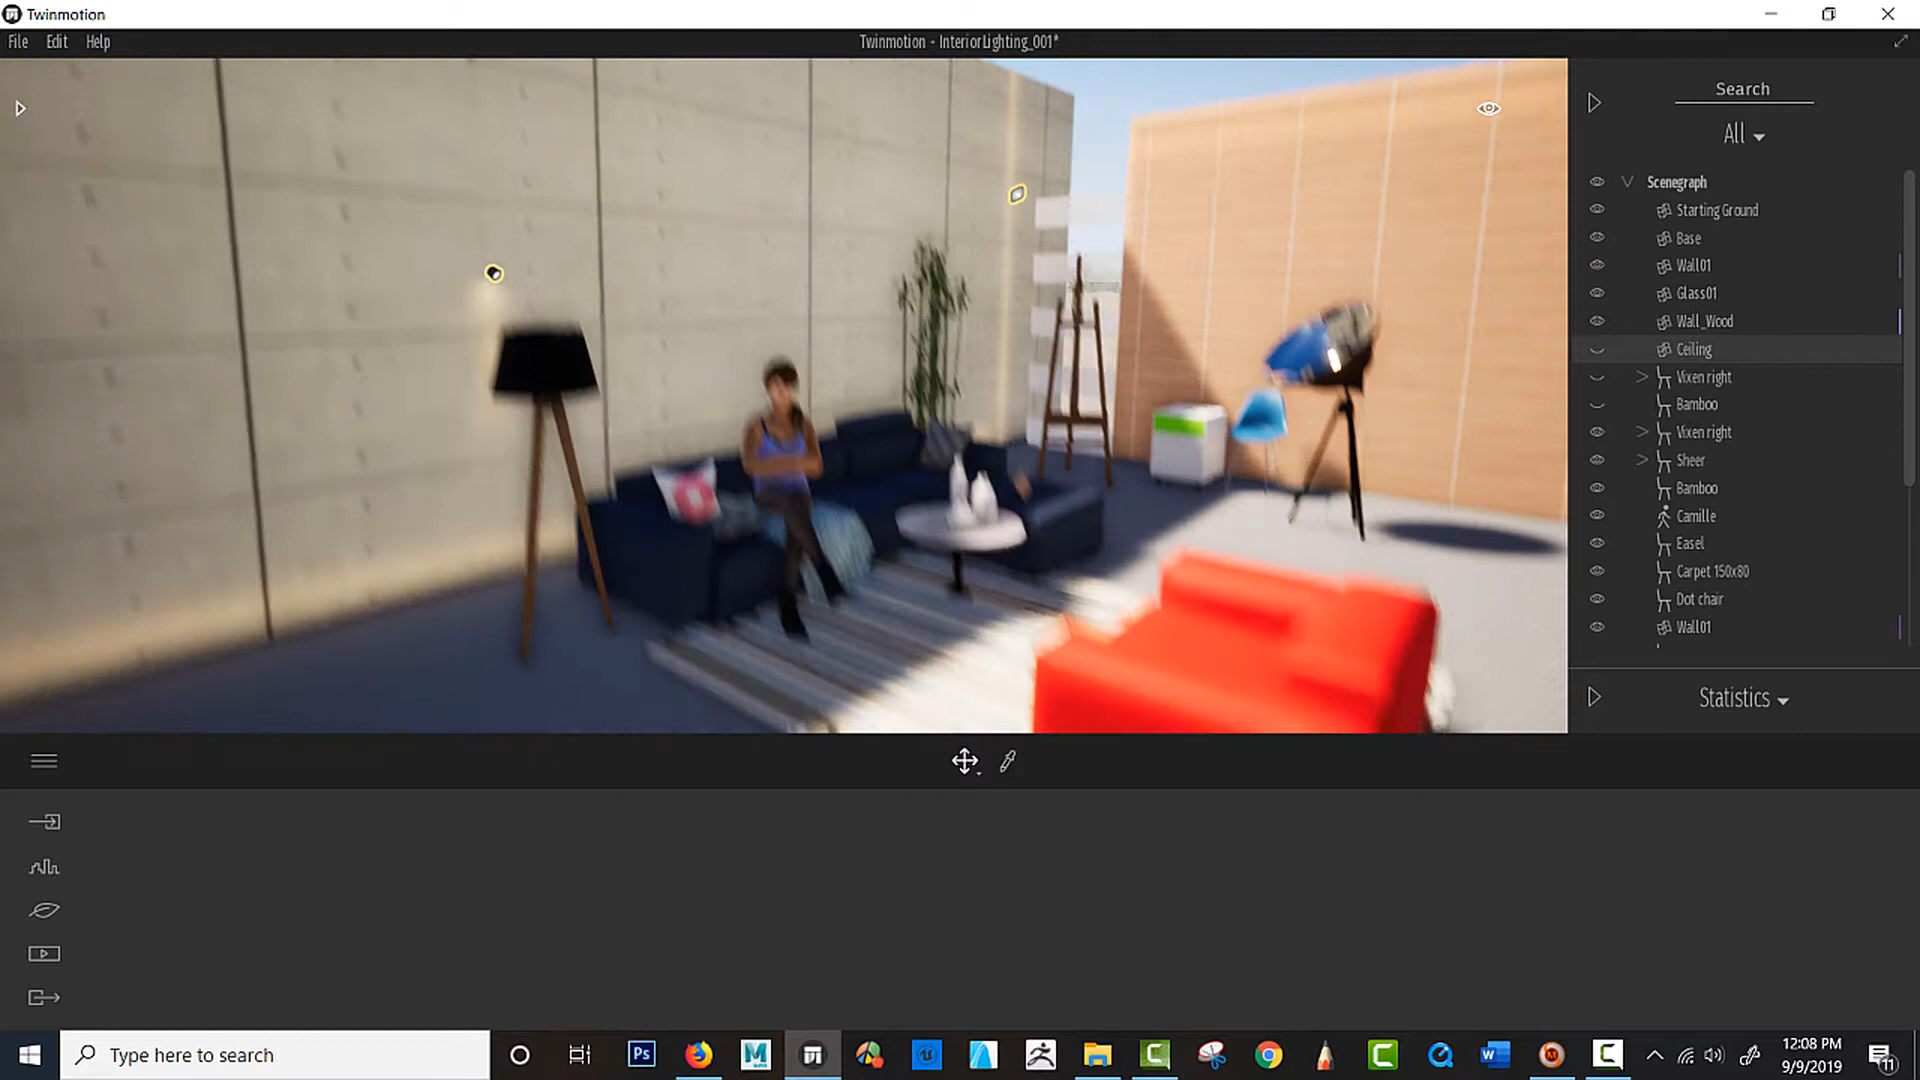 Twinmotion
File Edit Help
Twinmotion - InteriorLighting_001*
Search
All
Scenegraph
Starting Ground
Base
Wall01
Glass01
Wall_Wood
Ceiling
Vixen right
Bamboo
Vixen right
Sheer
Bamboo
Camille
Easel
Carpet 150x80
Dot chair
Wall01
Statistics
Type here to search
Ps
M
W
12:08 PM
9/9/2019
11